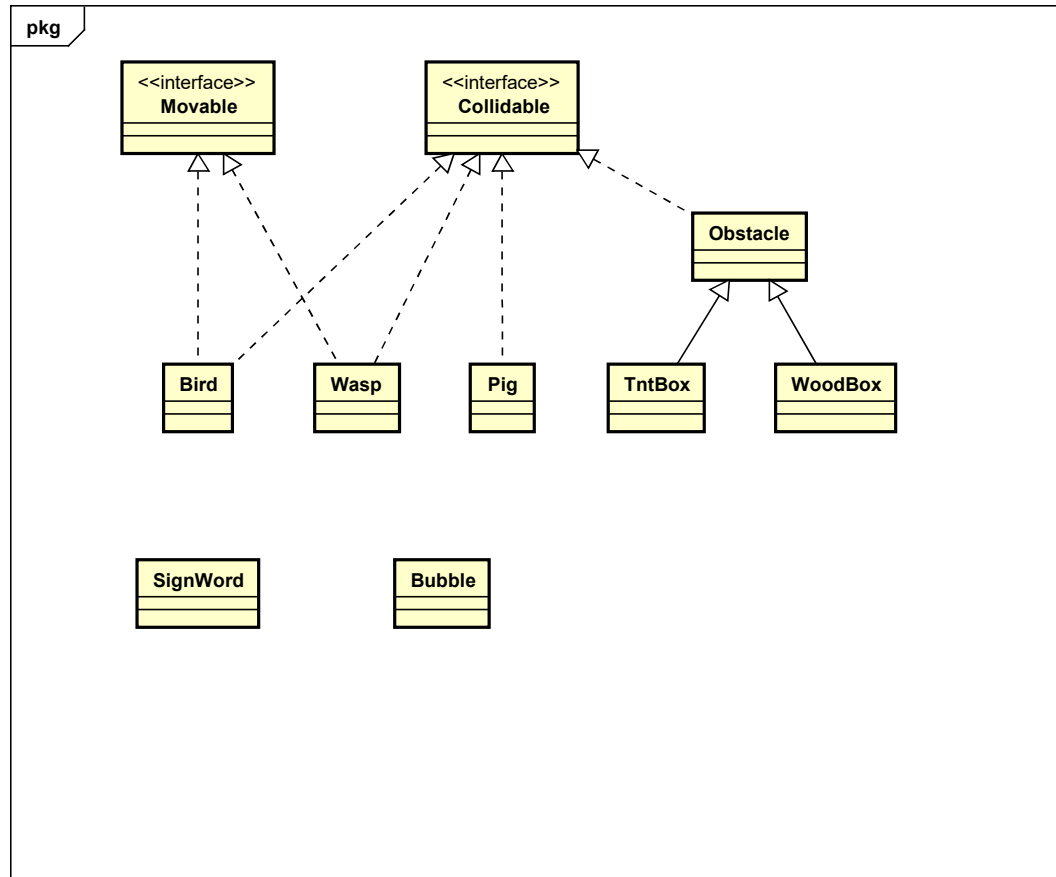 pkg
<<interface>>
Movable
<<interface>>
Collidable
Obstacle
Bird
Wasp
Pig
TntBox
WoodBox
SignWord
Bubble